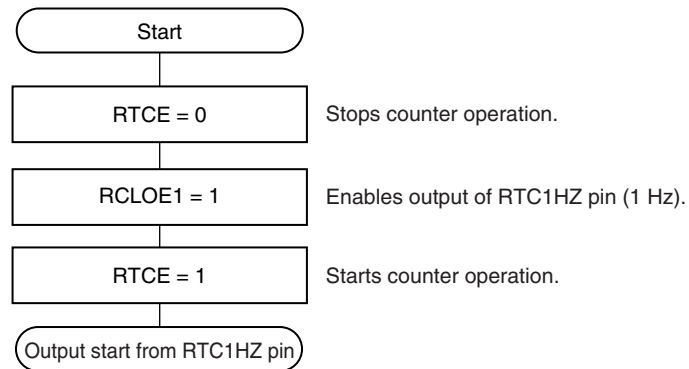 Start
RTCE = 0
Stops counter operation.
RCLOE1 = 1
Enables output of RTC1HZ pin (1 Hz).
RTCE = 1
Starts counter operation.
Output start from RTC1HZ pin